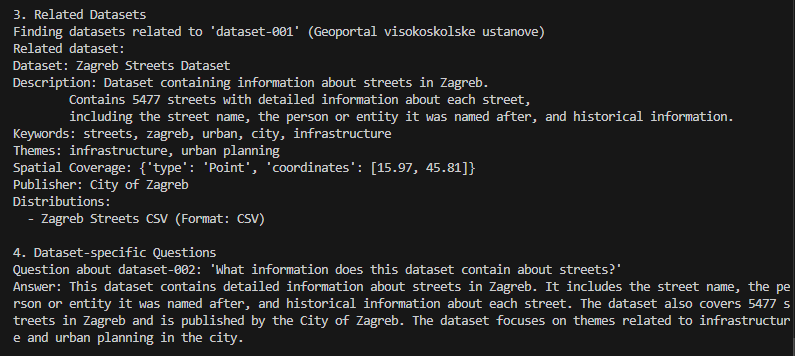 3. Related Datasets
Finding datasets related to 'dataset-001' (Geoportal visokoskolske ustanove)
Related dataset:
Dataset: Zagreb Streets Dataset
Description: Dataset containing information about streets in Zagreb.
        Contains 5477 streets with detailed information about each street,
        including the street name, the person or entity it was named after, and historical information.
Keywords: streets, zagreb, urban, city, infrastructure
Themes: infrastructure, urban planning
Spatial Coverage: {'type': 'Point', 'coordinates': [15.97, 45.81]}
Publisher: City of Zagreb
Distributions:
  - Zagreb Streets CSV (Format: CSV)

4. Dataset-specific Questions
Question about dataset-002: 'What information does this dataset contain about streets?'
Answer: This dataset contains detailed information about streets in Zagreb. It includes the street name, the pe
rson or entity it was named after, and historical information about each street. The dataset also covers 5477 s
treets in Zagreb and is published by the City of Zagreb. The dataset focuses on themes related to infrastructur
e and urban planning in the city.